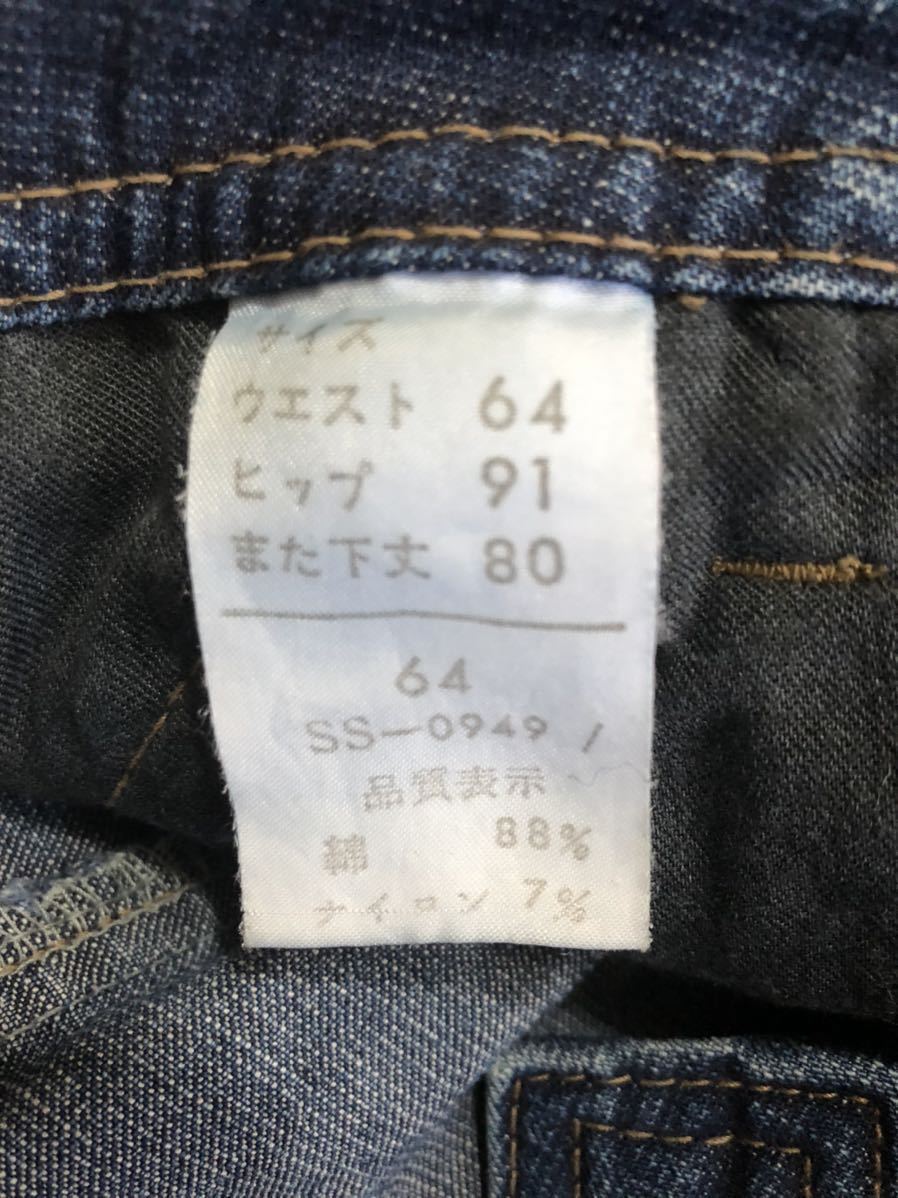 サイズ
ウエスト 64
ヒップ 91
また下丈 80
64
SS-0949 /
品質表示
綿 88%
ナイロン 7%